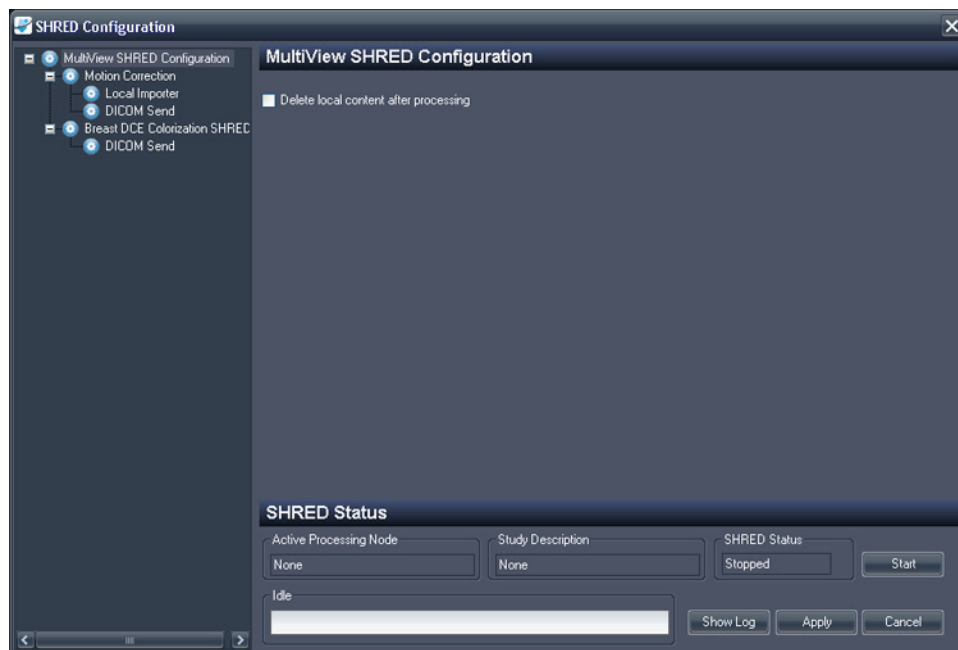 SHRED Configuration
MultiView SHRED Configuration
Motion Correction
Local Importer
DICOM Send
Breast DCE Colorization SHRED
DICOM Send
MultiView SHRED Configuration
Delete local content after processing
SHRED Status
Active Processing Node
None
Study Description
None
SHRED Status
Stopped
Start
Idle
Show Log
Apply
Cancel